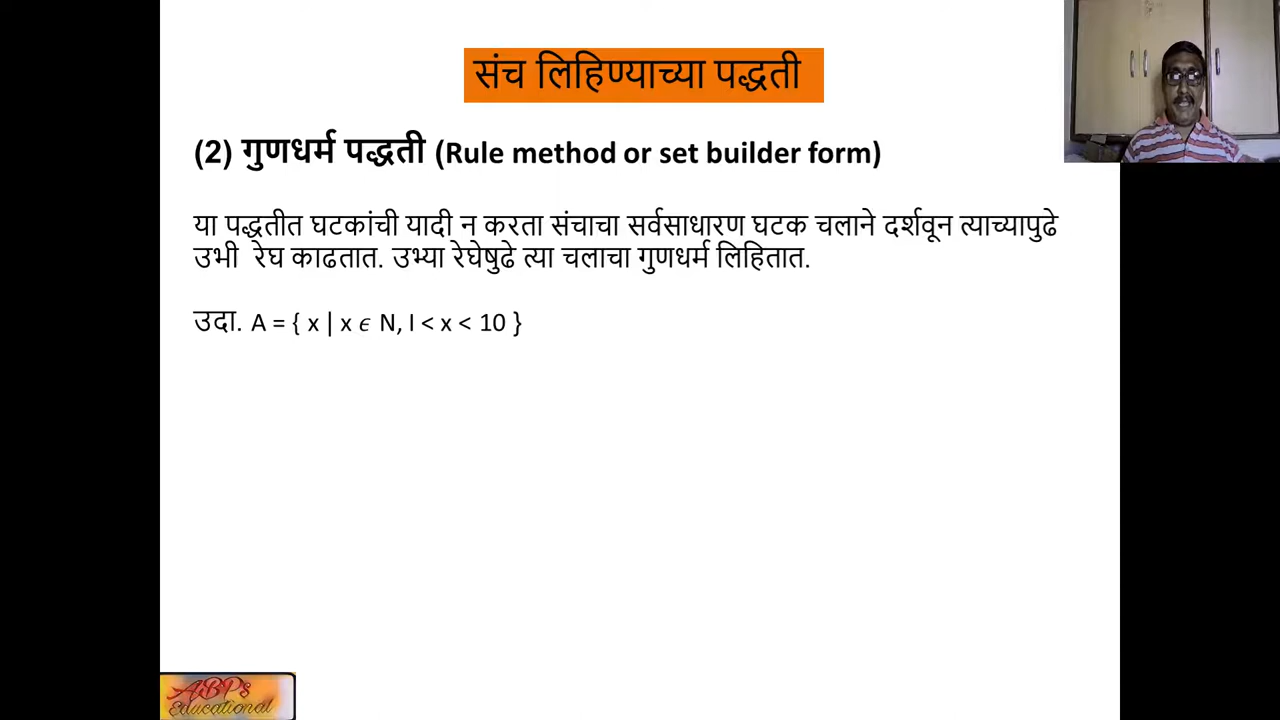 संच लिहिण्याच्या पद्धती
(2) गुणधर्म पद्धती (Rule method or set builder form)
या पद्धतीत घटकांची यादी न करता संचाचा सर्वसाधारण घटक चलाने दर्शवून त्याच्यापुढे
उभी रेघ काढतात. उभ्या रेघेषुढे त्या चलाचा गुणधर्म लिहितात.
उदा. A = { x | x ϵ N, I < x < 10 }
ABPs
Educational